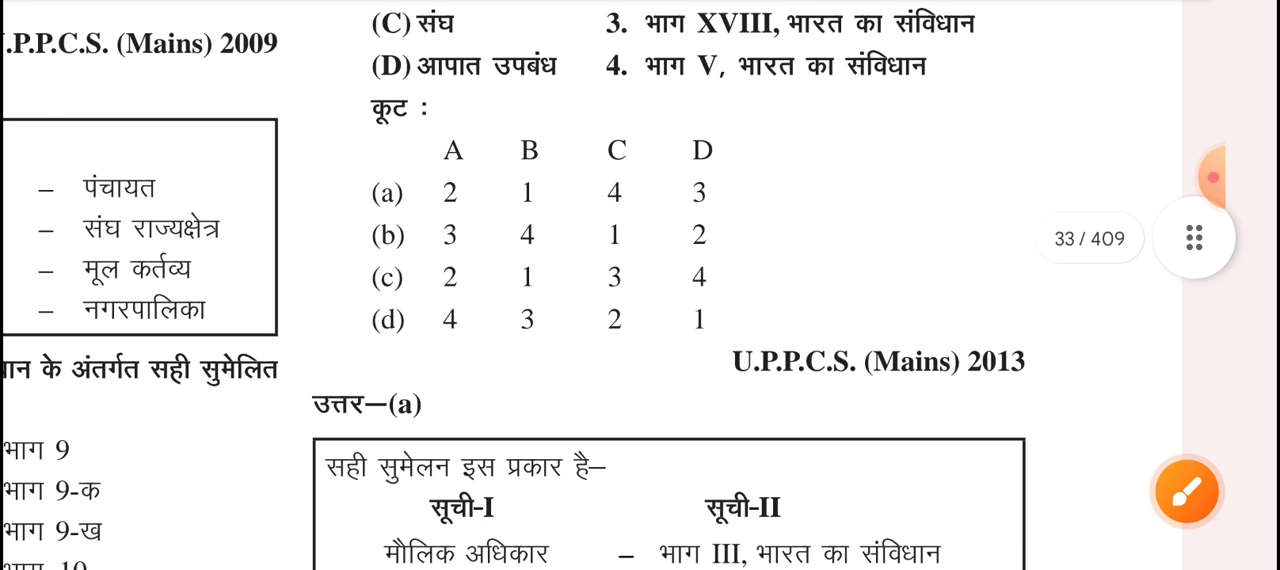 .P.P.C.S. (Mains) 2009
– पंचायत
– संघ राज्यक्षेत्र
– मूल कर्तव्य
– नगरपालिका
के अंतर्गत सही सुमेलित
भाग 9
भाग 9-क
भाग 9-ख
(C) संघ 3. भाग XVIII, भारत का संविधान
(D) आपात उपबंध 4. भाग V, भारत का संविधान
कूट :
A B C D
(a) 2 1 4 3
(b) 3 4 1 2
(c) 2 1 3 4
(d) 4 3 2 1
U.P.P.C.S. (Mains) 2013
उत्तर—(a)
सही सुमेलन इस प्रकार है–
सूची-I सूची-II
मौलिक अधिकार – भाग III, भारत का संविधान
33 / 409